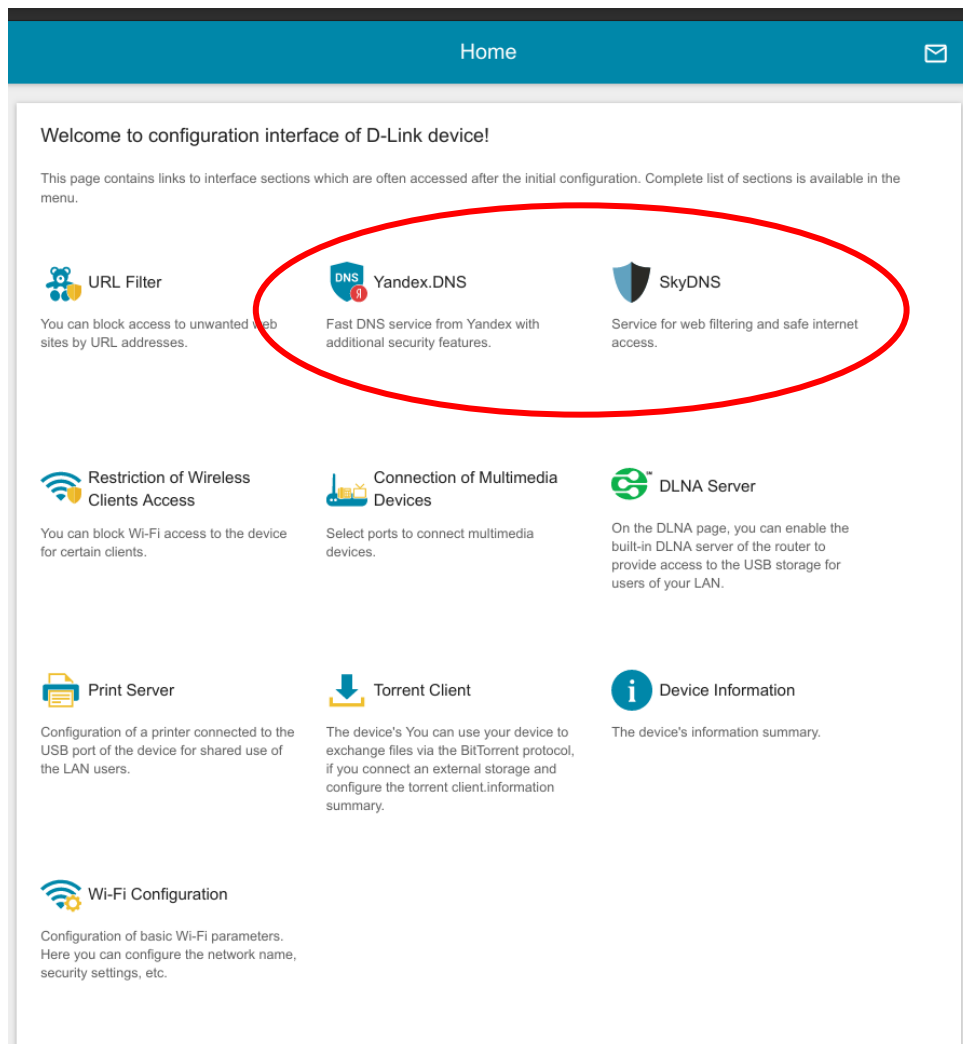 Home
Welcome to configuration interface of D-Link device!
This page contains links to interface sections which are often accessed after the initial configuration. Complete list of sections is available in the
menu.
URL Filter
You can block access to unwanted web
sites by URL addresses.
DNS
Я
Yandex.DNS
Fast DNS service from Yandex with
additional security features.
SkyDNS
Service for web filtering and safe internet
access.
Restriction of Wireless
Clients Access
You can block Wi-Fi access to the device
for certain clients.
Connection of Multimedia
Devices
Select ports to connect multimedia
devices.
DLNA Server
On the DLNA page, you can enable the
built-in DLNA server of the router to
provide access to the USB storage for
users of your LAN.
Print Server
Configuration of a printer connected to the
USB port of the device for shared use of
the LAN users.
Torrent Client
The device's You can use your device to
exchange files via the BitTorrent protocol,
if you connect an external storage and
configure the torrent client.information
summary.
i
Device Information
The device's information summary.
Wi-Fi Configuration
Configuration of basic Wi-Fi parameters.
Here you can configure the network name,
security settings, etc.